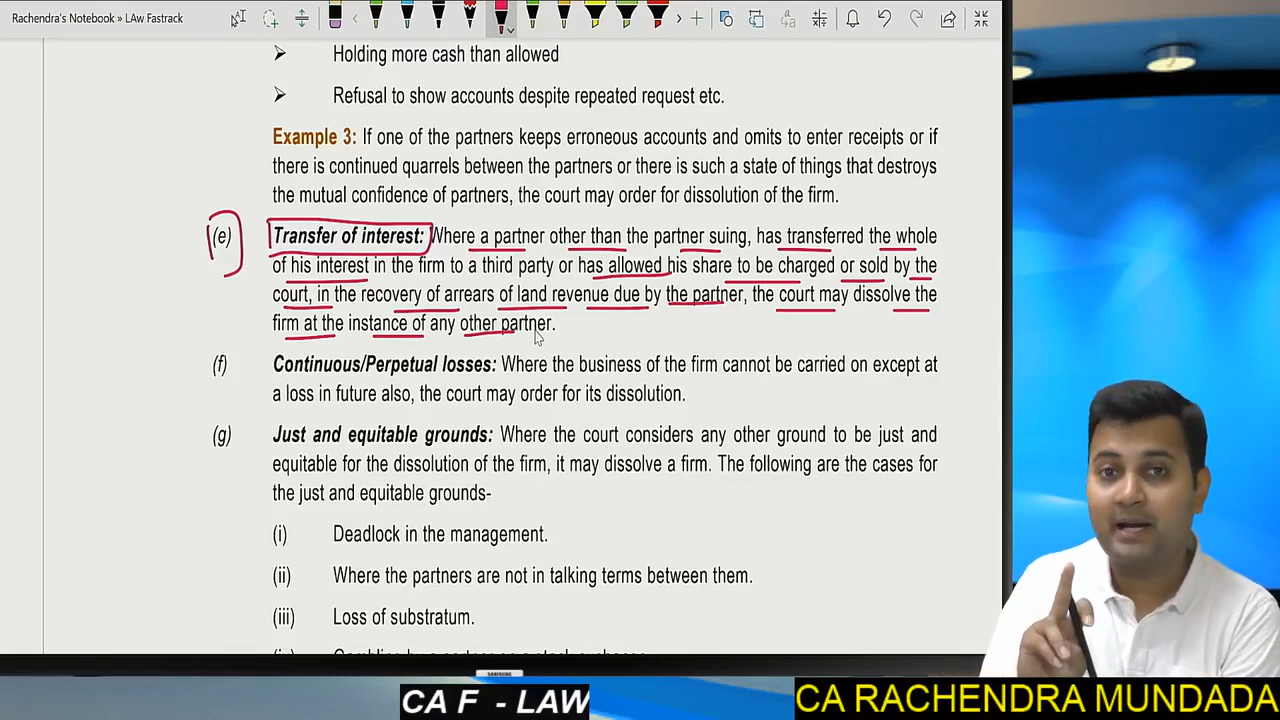 Rachendra's Notebook » LAw Fastrack
Holding more cash than allowed
Refusal to show accounts despite repeated request etc.
Example 3: If one of the partners keeps erroneous accounts and omits to enter receipts or if
there is continued quarrels between the partners or there is such a state of things that destroys
the mutual confidence of partners, the court may order for dissolution of the firm.
(e) Transfer of interest: Where a partner other than the partner suing, has transferred the whole
of his interest in the firm to a third party or has allowed his share to be charged or sold by the
court, in the recovery of arrears of land revenue due by the partner, the court may dissolve the
firm at the instance of any other partner.
(f) Continuous/Perpetual losses: Where the business of the firm cannot be carried on except at
a loss in future also, the court may order for its dissolution.
(g) Just and equitable grounds: Where the court considers any other ground to be just and
equitable for the dissolution of the firm, it may dissolve a firm. The following are the cases for
the just and equitable grounds-
(i) Deadlock in the management.
(ii) Where the partners are not in talking terms between them.
(iii) Loss of substratum.
SAMSUNG
CA F - LAW
CA RACHENDRA MUNDADA